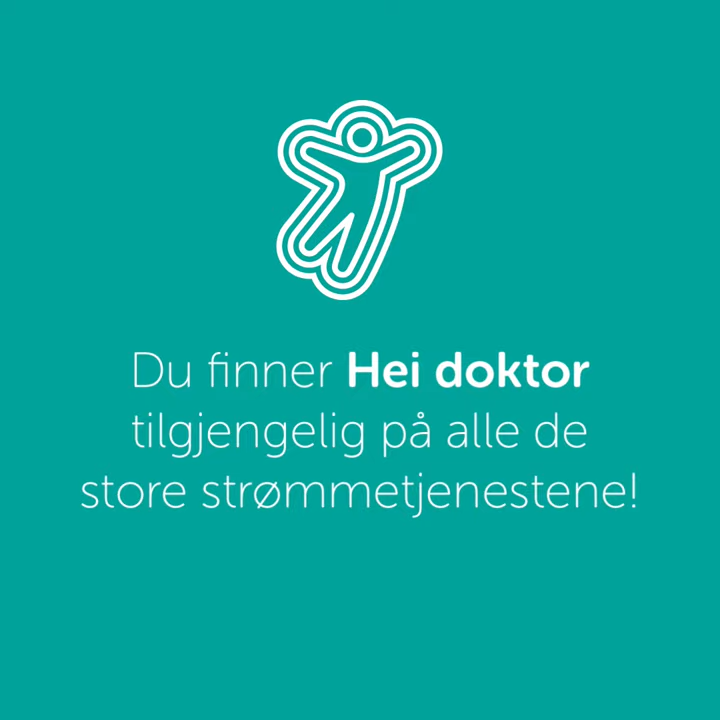 Du finner Hei doktor
tilgjengelig på alle de
store strømmetjenestene!